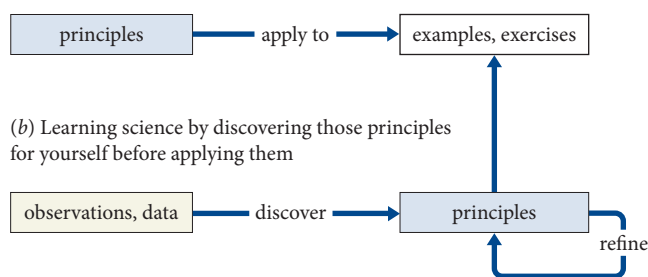 principles apply to examples, exercises
(b) Learning science by discovering those principles
for yourself before applying them
observations, data discover principles
refine